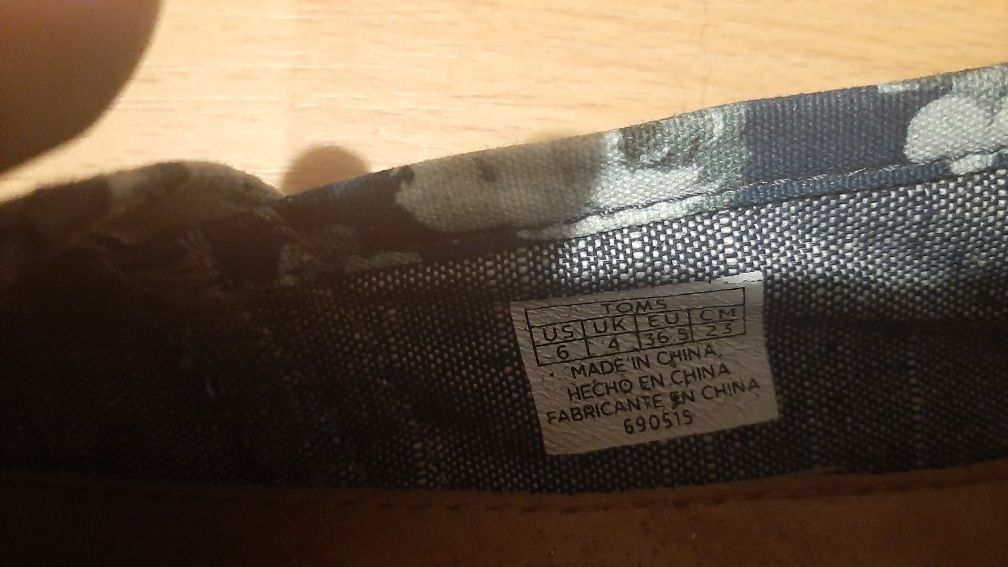 TOMS
US UK EU CM
6 4 36.5 23
MADE IN CHINA
HECHO EN CHINA
FABRICANTE EN CHINA
690515